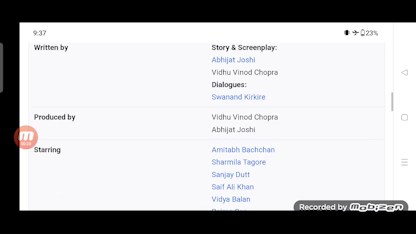 9:37
23%
Written by
Story & Screenplay:
Abhijat Joshi
Vidhu Vinod Chopra
Dialogues:
Swanand Kirkire
Produced by
Vidhu Vinod Chopra
Abhijat Joshi
Starring
Amitabh Bachchan
Sharmila Tagore
Sanjay Dutt
Saif Ali Khan
Vidya Balan
Recorded by Mobizen